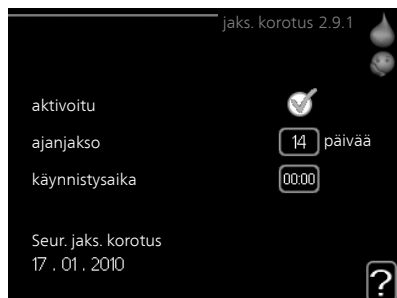 jaks. korotus 2.9.1
aktivoitu
ajanjakso 14 päivää
käynnistysaika 00:00
Seur. jaks. korotus
17 . 01 . 2010
?